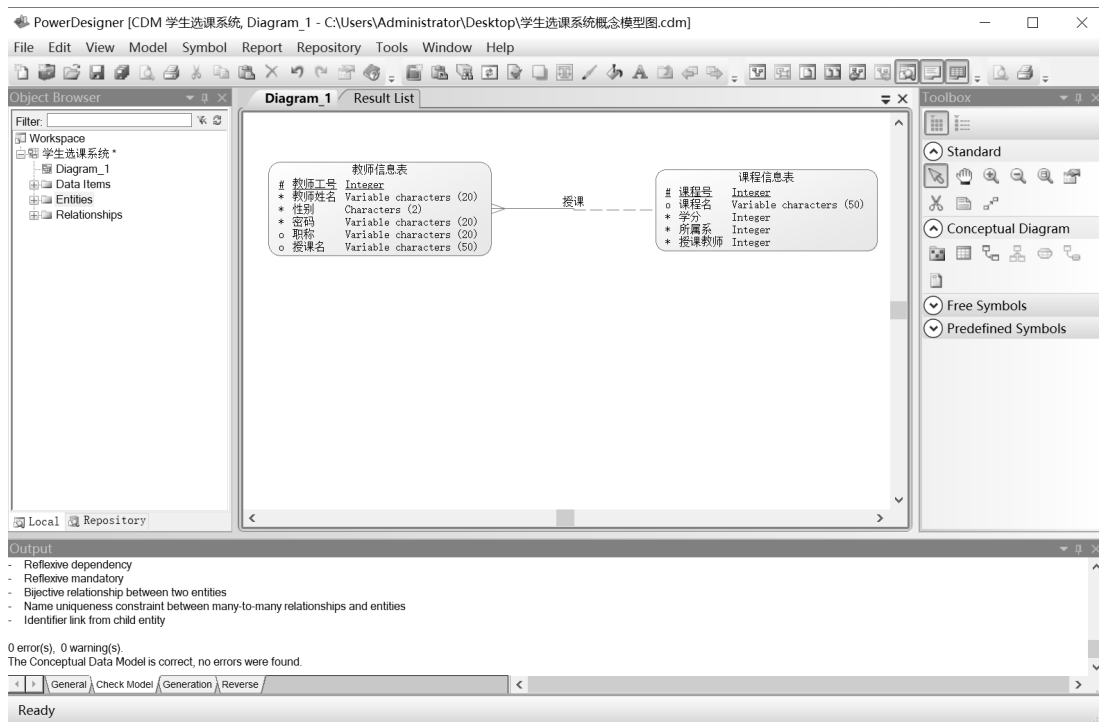 PowerDesigner [CDM 学生选课系统, Diagram_1 - C:\Users\Administrator\Desktop\学生选课系统概念模型图.cdm]
File Edit View Model Symbol Report Repository Tools Window Help
Object Browser
Filter:
Workspace
学生选课系统 *
Diagram_1
Data Items
Entities
Relationships
Local Repository
Diagram_1 Result List
教师信息表
# 教师工号 Integer
* 教师姓名 Variable characters (20)
* 性别 Characters (2)
* 密码 Variable characters (20)
o 职称 Variable characters (20)
o 授课名 Variable characters (50)
授课
课程信息表
# 课程号 Integer
o 课程名 Variable characters (50)
* 学分 Integer
* 所属系 Integer
* 授课教师 Integer
Toolbox
Standard
Conceptual Diagram
Free Symbols
Predefined Symbols
Output
- Reflexive dependency
- Reflexive mandatory
- Bijective relationship between two entities
- Name uniqueness constraint between many-to-many relationships and entities
- Identifier link from child entity
0 error(s), 0 warning(s).
The Conceptual Data Model is correct, no errors were found.
General Check Model Generation Reverse
Ready